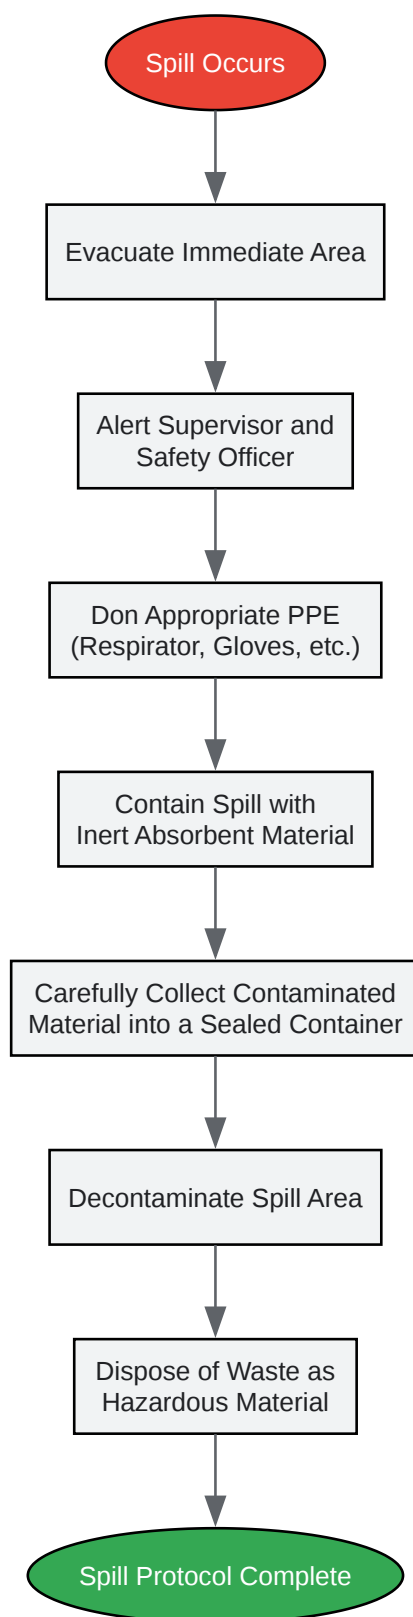 Spill Occurs
Evacuate Immediate Area
Alert Supervisor and
Safety Officer
Don Appropriate PPE
(Respirator, Gloves, etc.)
Contain Spill with
Inert Absorbent Material
Carefully Collect Contaminated
Material into a Sealed Container
Decontaminate Spill Area
Dispose of Waste as
Hazardous Material
Spill Protocol Complete